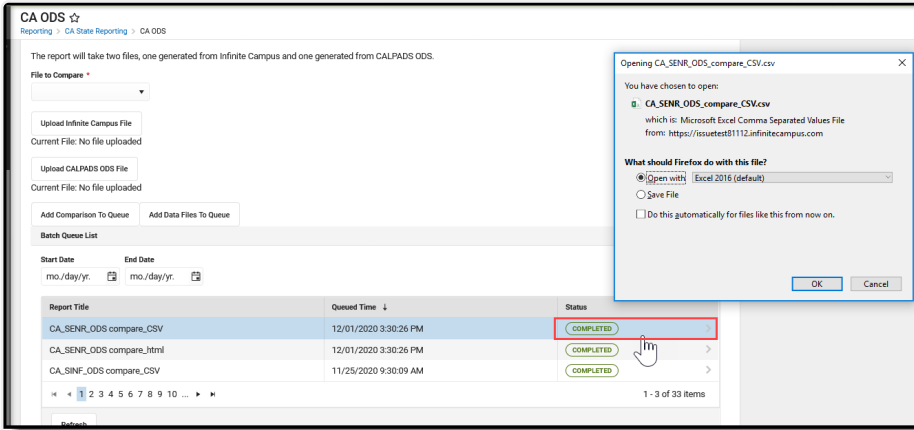 CA ODS
Reporting > CA State Reporting > CA ODS
The report will take two files, one generated from Infinite Campus and one generated from CALPADS ODS.
File to Compare *
Upload Infinite Campus File
Current File: No file uploaded
Upload CALPADS ODS File
Current File: No file uploaded
Add Comparison To Queue Add Data Files To Queue
Batch Queue List
Start Date End Date
mo./day/yr. mo./day/yr.
Report Title Queued Time ↓ Status
CA_SENR_ODS compare_CSV 12/01/2020 3:30:26 PM COMPLETED
CA_SENR_ODS compare_html 12/01/2020 3:30:26 PM COMPLETED
CA_SINF_ODS compare_CSV 11/25/2020 9:30:09 AM COMPLETED
1 2 3 4 5 6 7 8 9 10 ... 1 - 3 of 33 items
Refresh
Opening CA_SENR_ODS_compare_CSV.csv
You have chosen to open:
CA_SENR_ODS_compare_CSV.csv
which is: Microsoft Excel Comma Separated Values File
from: https://issuetest81112.infinitecampus.com
What should Firefox do with this file?
Open with Excel 2016 (default)
Save File
Do this automatically for files like this from now on.
OK Cancel